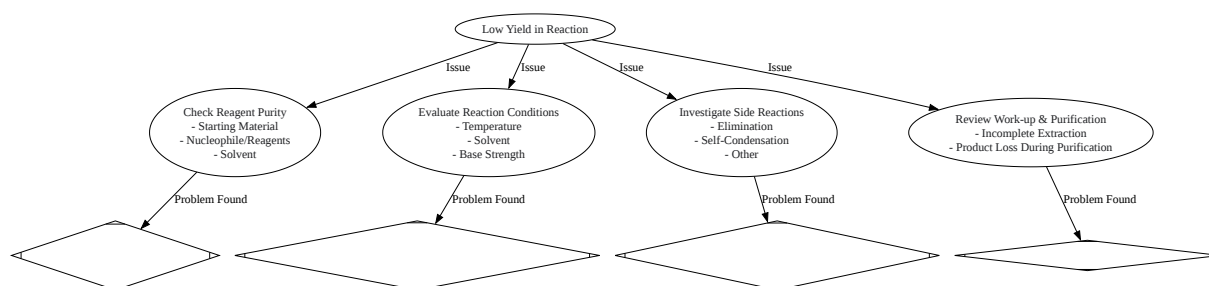 Low Yield in Reaction
Issue
Issue
Issue
Issue
Check Reagent Purity
- Starting Material
- Nucleophile/Reagents
- Solvent
Evaluate Reaction Conditions
- Temperature
- Solvent
- Base Strength
Investigate Side Reactions
- Elimination
- Self-Condensation
- Other
Review Work-up & Purification
- Incomplete Extraction
- Product Loss During Purification
Problem Found
Problem Found
Problem Found
Problem Found